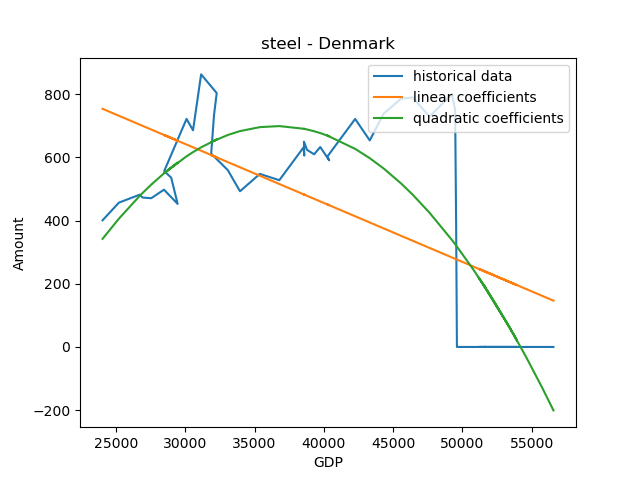 steel - Denmark
historical data
linear coefficients
quadratic coefficients
Amount
800
600
400
200
0
−200
25000 30000 35000 40000 45000 50000 55000
GDP